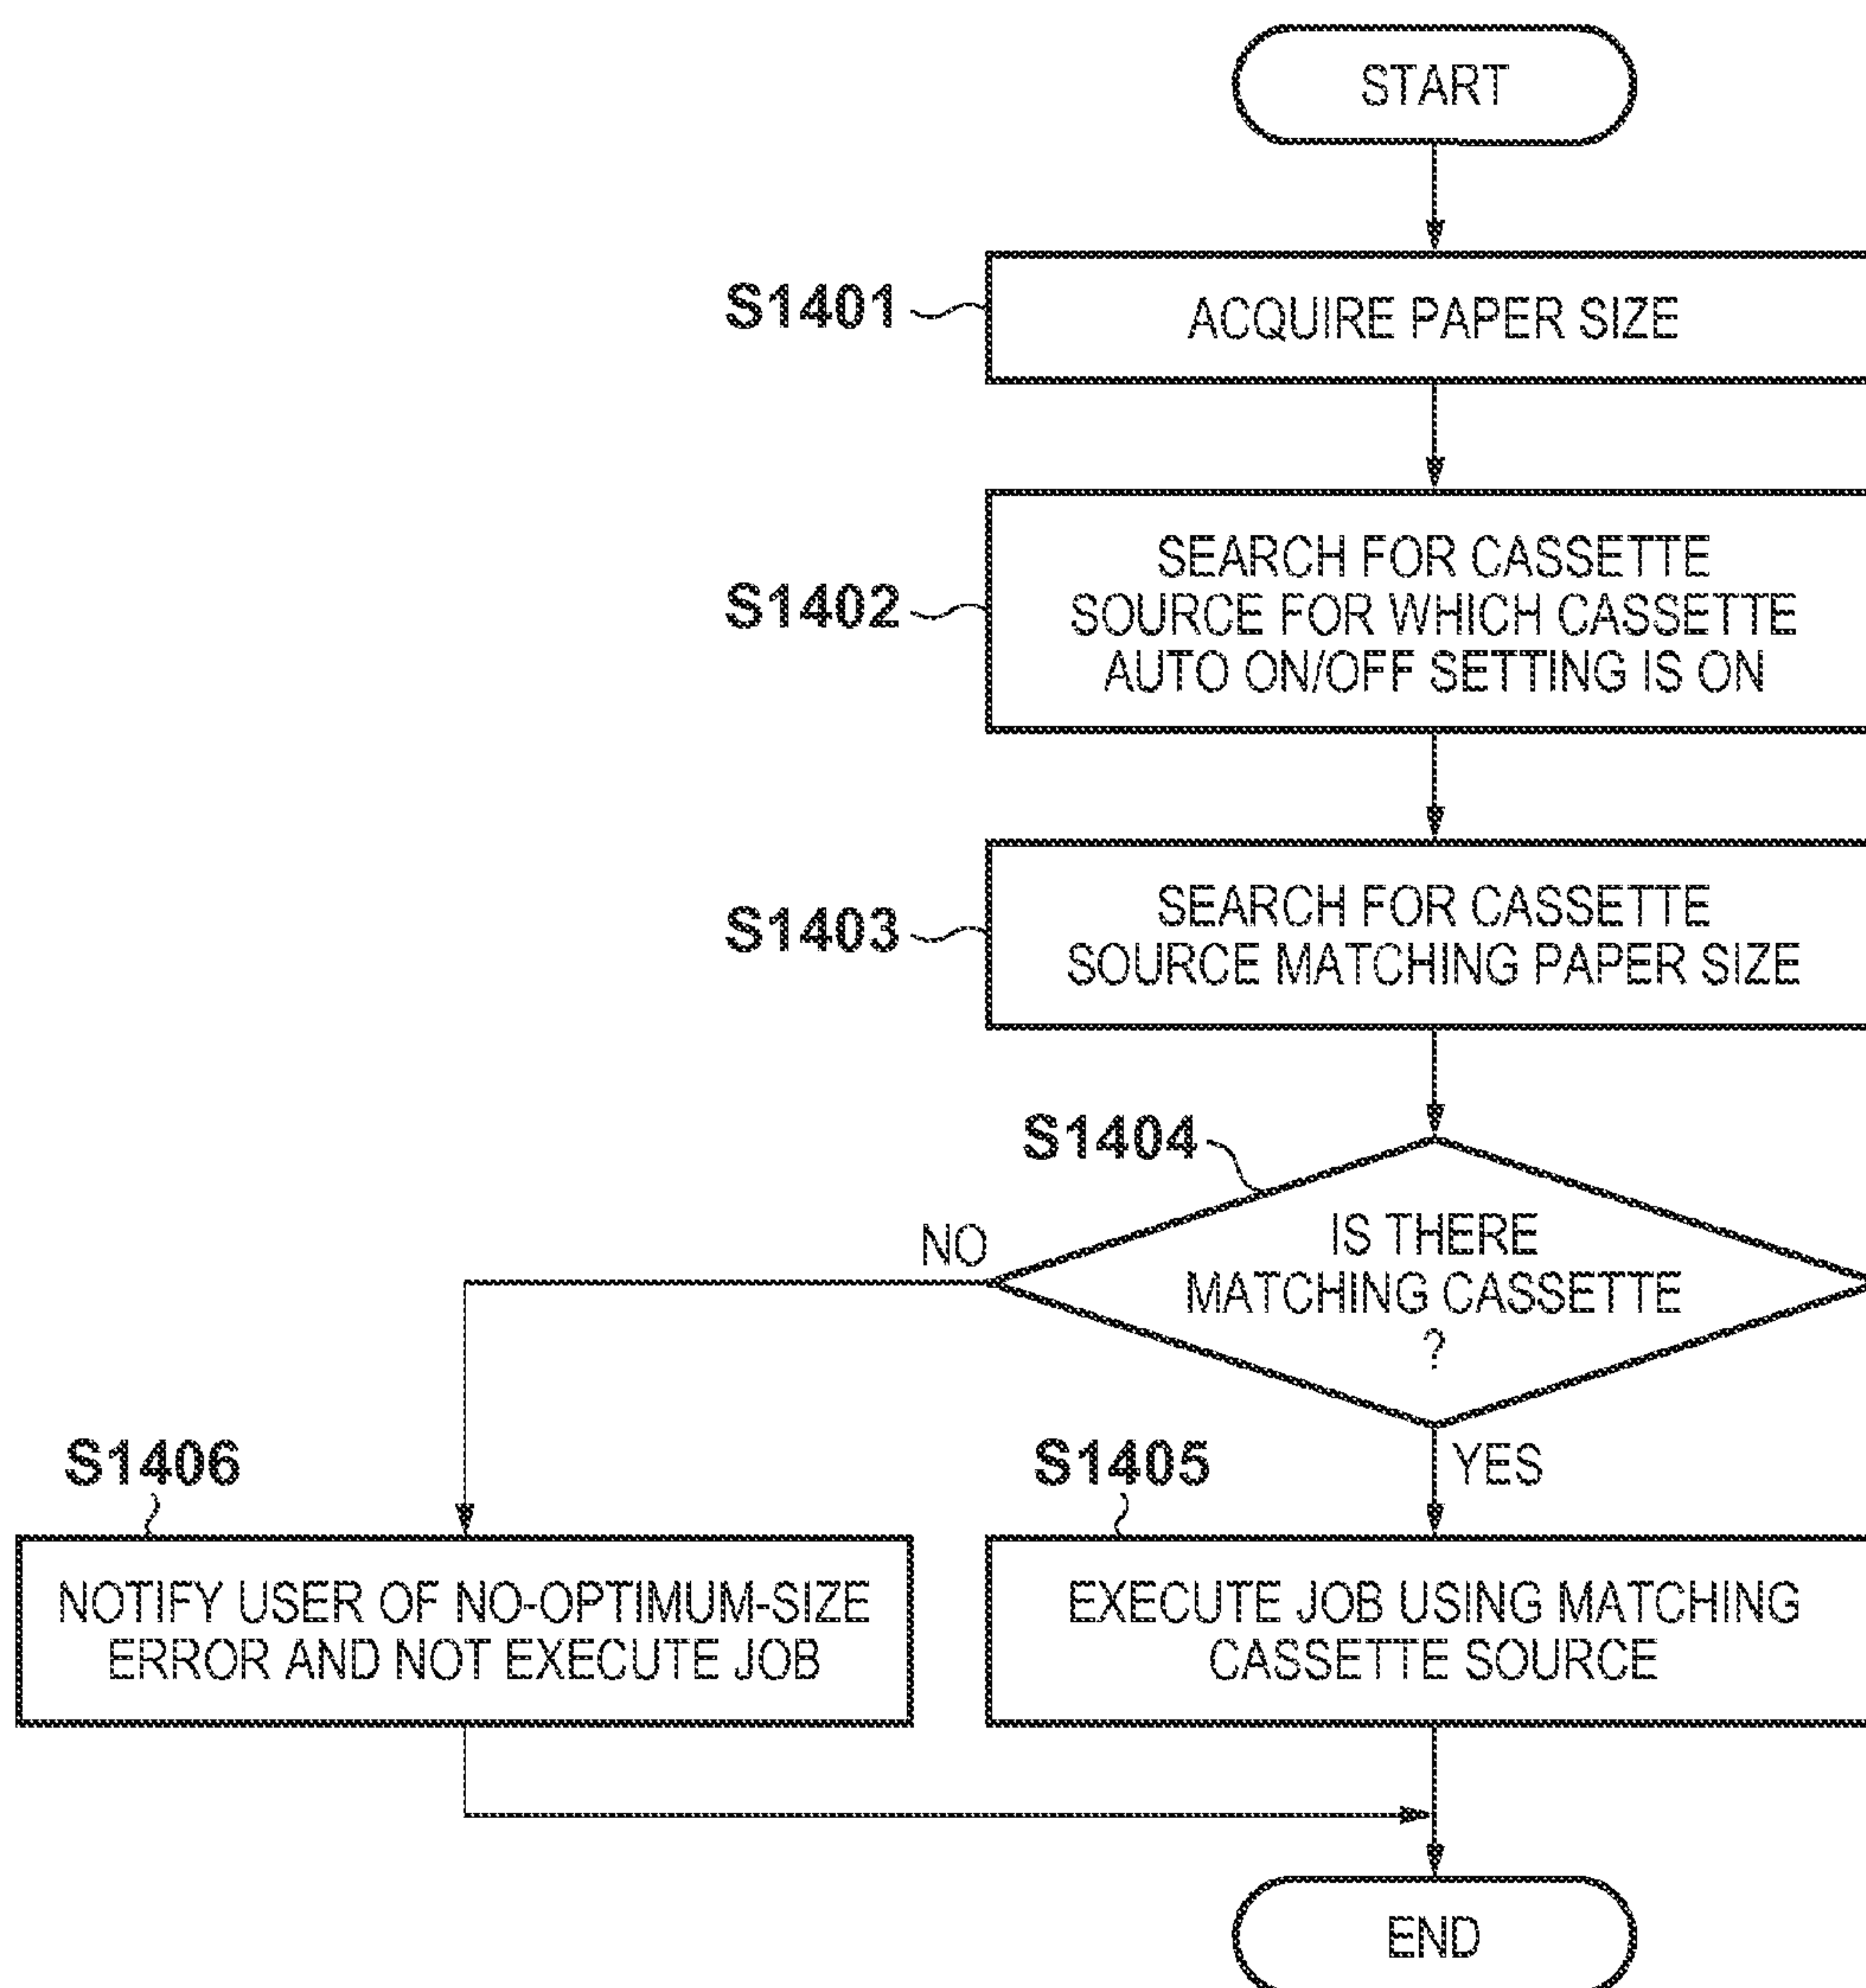 START
S1401
ACQUIRE PAPER SIZE
S1402
SEARCH FOR CASSETTE
SOURCE FOR WHICH CASSETTE
AUTO ON/OFF SETTING IS ON
S1403
SEARCH FOR CASSETTE
SOURCE MATCHING PAPER SIZE
S1404
IS THERE
MATCHING CASSETTE
?
NO
YES
S1406
NOTIFY USER OF NO-OPTIMUM-SIZE
ERROR AND NOT EXECUTE JOB
S1405
EXECUTE JOB USING MATCHING
CASSETTE SOURCE
END